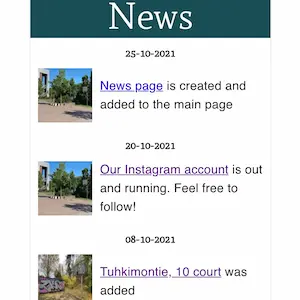 News
25-10-2021
News page is created and
added to the main page
20-10-2021
Our Instagram account is out
and running. Feel free to
follow!
08-10-2021
Tuhkimontie, 10 court was
added